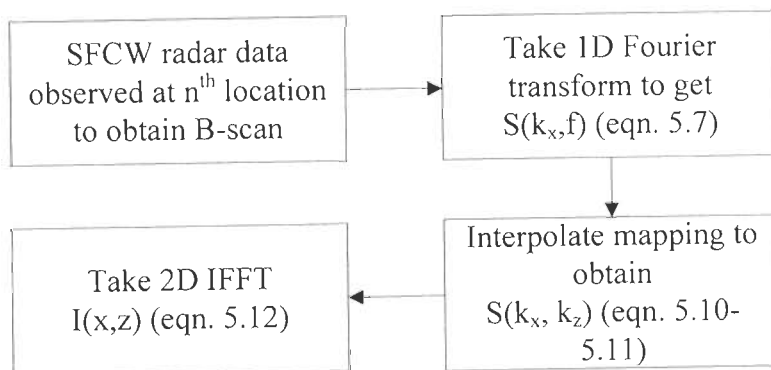 SFCW radar data
observed at nᵗʰ location
to obtain B-scan
Take 1D Fourier
transform to get
S(kₓ,f) (eqn. 5.7)
Interpolate mapping to
obtain
S(kₓ, k_z) (eqn. 5.10-
5.11)
Take 2D IFFT
I(x,z) (eqn. 5.12)